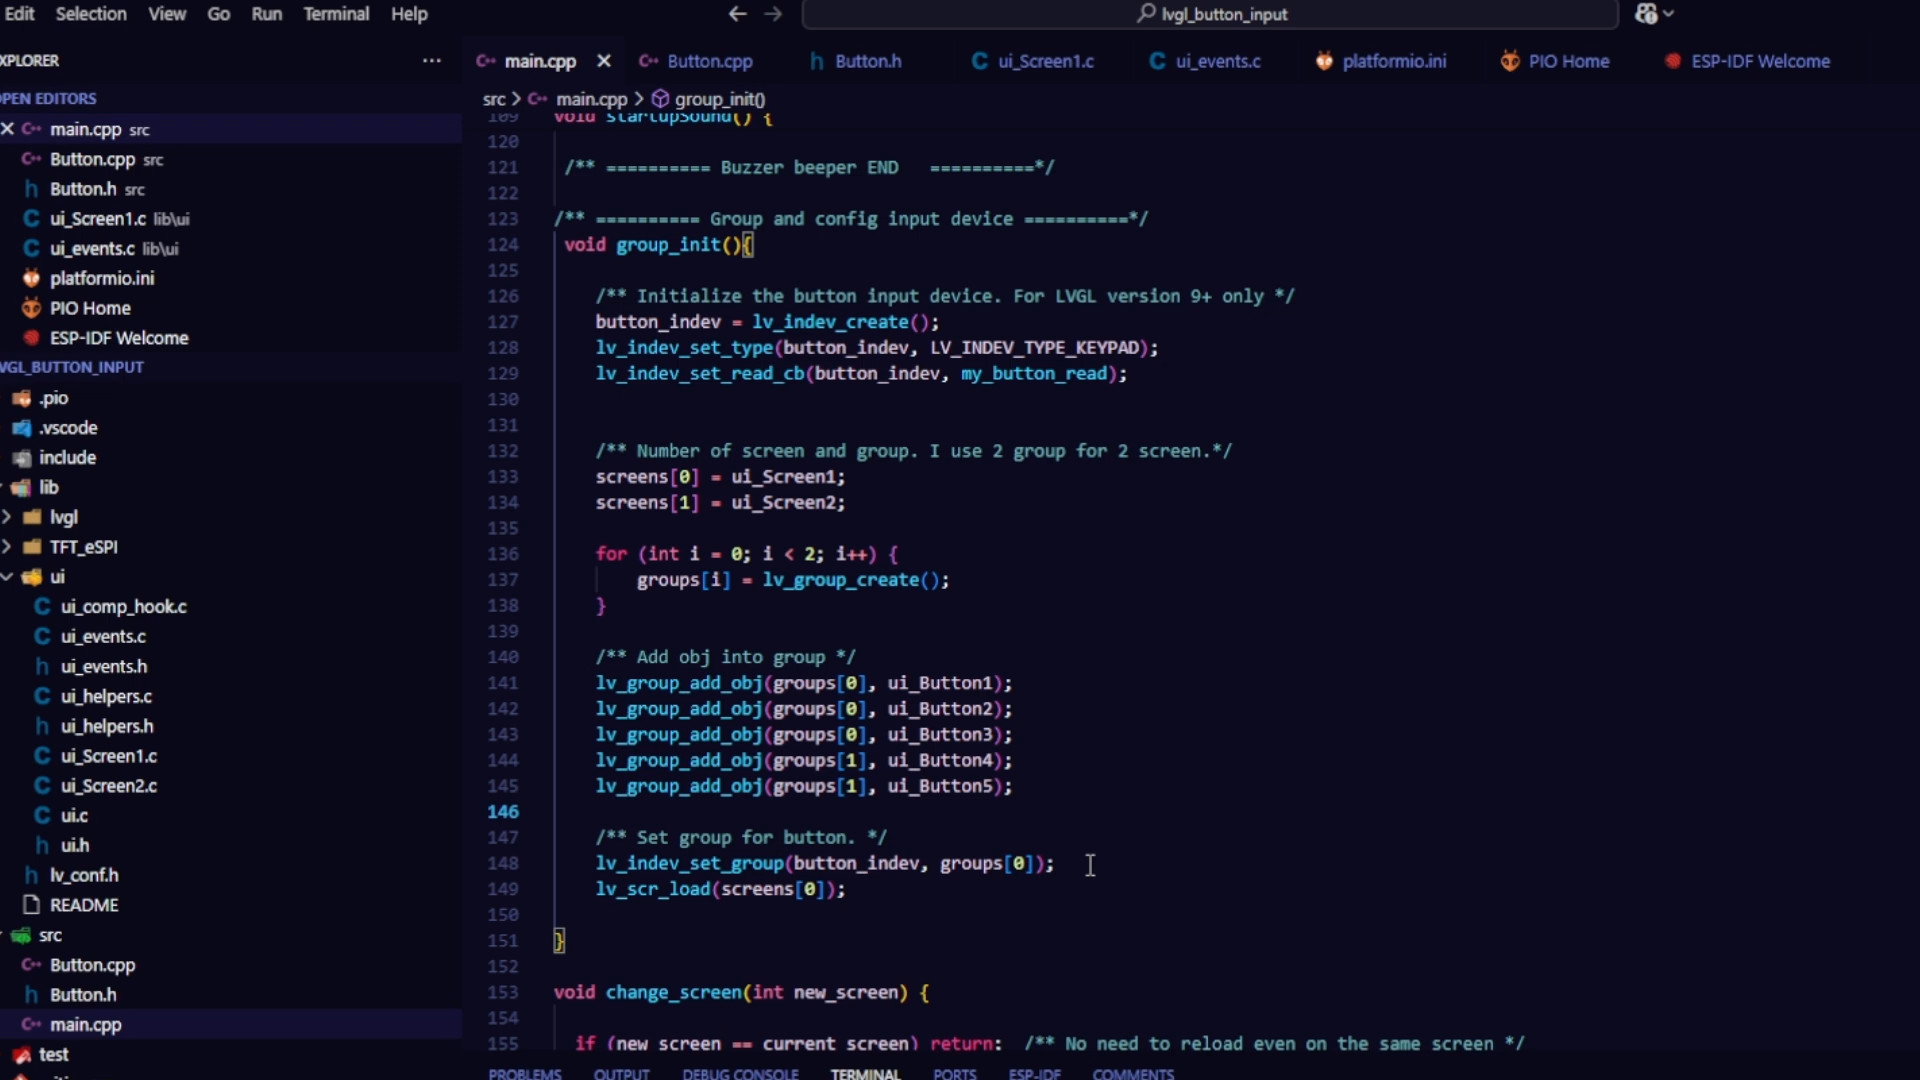 Edit Selection View Go Run Terminal Help
lvgl_button_input
XPLORER ...
main.cpp Button.cpp Button.h ui_Screen1.c ui_events.c platformio.ini PIO Home ESP-IDF Welcome
PEN EDITORS
main.cpp src
Button.cpp src
Button.h src
ui_Screen1.c lib\ui
ui_events.c lib\ui
platformio.ini
PIO Home
ESP-IDF Welcome
VGL_BUTTON_INPUT
.pio
.vscode
include
lib
lvgl
TFT_eSPI
ui
ui_comp_hook.c
ui_events.c
ui_events.h
ui_helpers.c
ui_helpers.h
ui_Screen1.c
ui_Screen2.c
ui.c
ui.h
lv_conf.h
README
src
Button.cpp
Button.h
main.cpp
test
src > main.cpp > group_init()
109 void startupSound() {
120
121 /** ========== Buzzer beeper END ==========*/
122
123 /** ========== Group and config input device ==========*/
124 void group_init(){
125
126 /** Initialize the button input device. For LVGL version 9+ only */
127 button_indev = lv_indev_create();
128 lv_indev_set_type(button_indev, LV_INDEV_TYPE_KEYPAD);
129 lv_indev_set_read_cb(button_indev, my_button_read);
130
131
132 /** Number of screen and group. I use 2 group for 2 screen.*/
133 screens[0] = ui_Screen1;
134 screens[1] = ui_Screen2;
135
136 for (int i = 0; i < 2; i++) {
137 groups[i] = lv_group_create();
138 }
139
140 /** Add obj into group */
141 lv_group_add_obj(groups[0], ui_Button1);
142 lv_group_add_obj(groups[0], ui_Button2);
143 lv_group_add_obj(groups[0], ui_Button3);
144 lv_group_add_obj(groups[1], ui_Button4);
145 lv_group_add_obj(groups[1], ui_Button5);
146
147 /** Set group for button. */
148 lv_indev_set_group(button_indev, groups[0]);
149 lv_scr_load(screens[0]);
150
151 }
152
153 void change_screen(int new_screen) {
154
155 if (new_screen == current_screen) return; /** No need to reload even on the same screen */
PROBLEMS OUTPUT DEBUG CONSOLE TERMINAL PORTS ESP-IDF COMMENTS